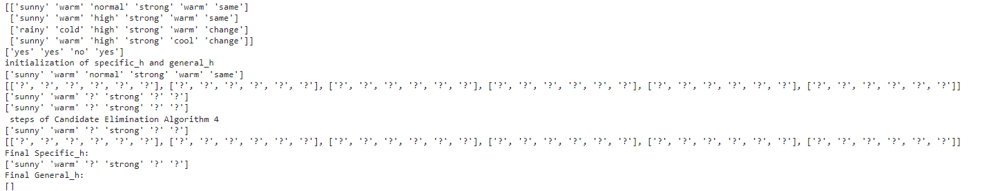 [['sunny' 'warm' 'normal' 'strong' 'warm' 'same']
 ['sunny' 'warm' 'high' 'strong' 'warm' 'same']
 ['rainy' 'cold' 'high' 'strong' 'warm' 'change']
 ['sunny' 'warm' 'high' 'strong' 'cool' 'change']]
['yes' 'yes' 'no' 'yes']
initialization of specific_h and general_h
['sunny' 'warm' 'normal' 'strong' 'warm' 'same']
[['?', '?', '?', '?', '?', '?'], ['?', '?', '?', '?', '?', '?'], ['?', '?', '?', '?', '?', '?'], ['?', '?', '?', '?', '?', '?'], ['?', '?', '?', '?', '?', '?'], ['?', '?', '?', '?', '?', '?']]
['sunny' 'warm' '?' 'strong' '?' '?']
['sunny' 'warm' '?' 'strong' '?' '?']
 steps of Candidate Elimination Algorithm 4
['sunny' 'warm' '?' 'strong' '?' '?']
[['?', '?', '?', '?', '?', '?'], ['?', '?', '?', '?', '?', '?'], ['?', '?', '?', '?', '?', '?'], ['?', '?', '?', '?', '?', '?'], ['?', '?', '?', '?', '?', '?'], ['?', '?', '?', '?', '?', '?']]
Final Specific_h:
['sunny' 'warm' '?' 'strong' '?' '?']
Final General_h:
[]